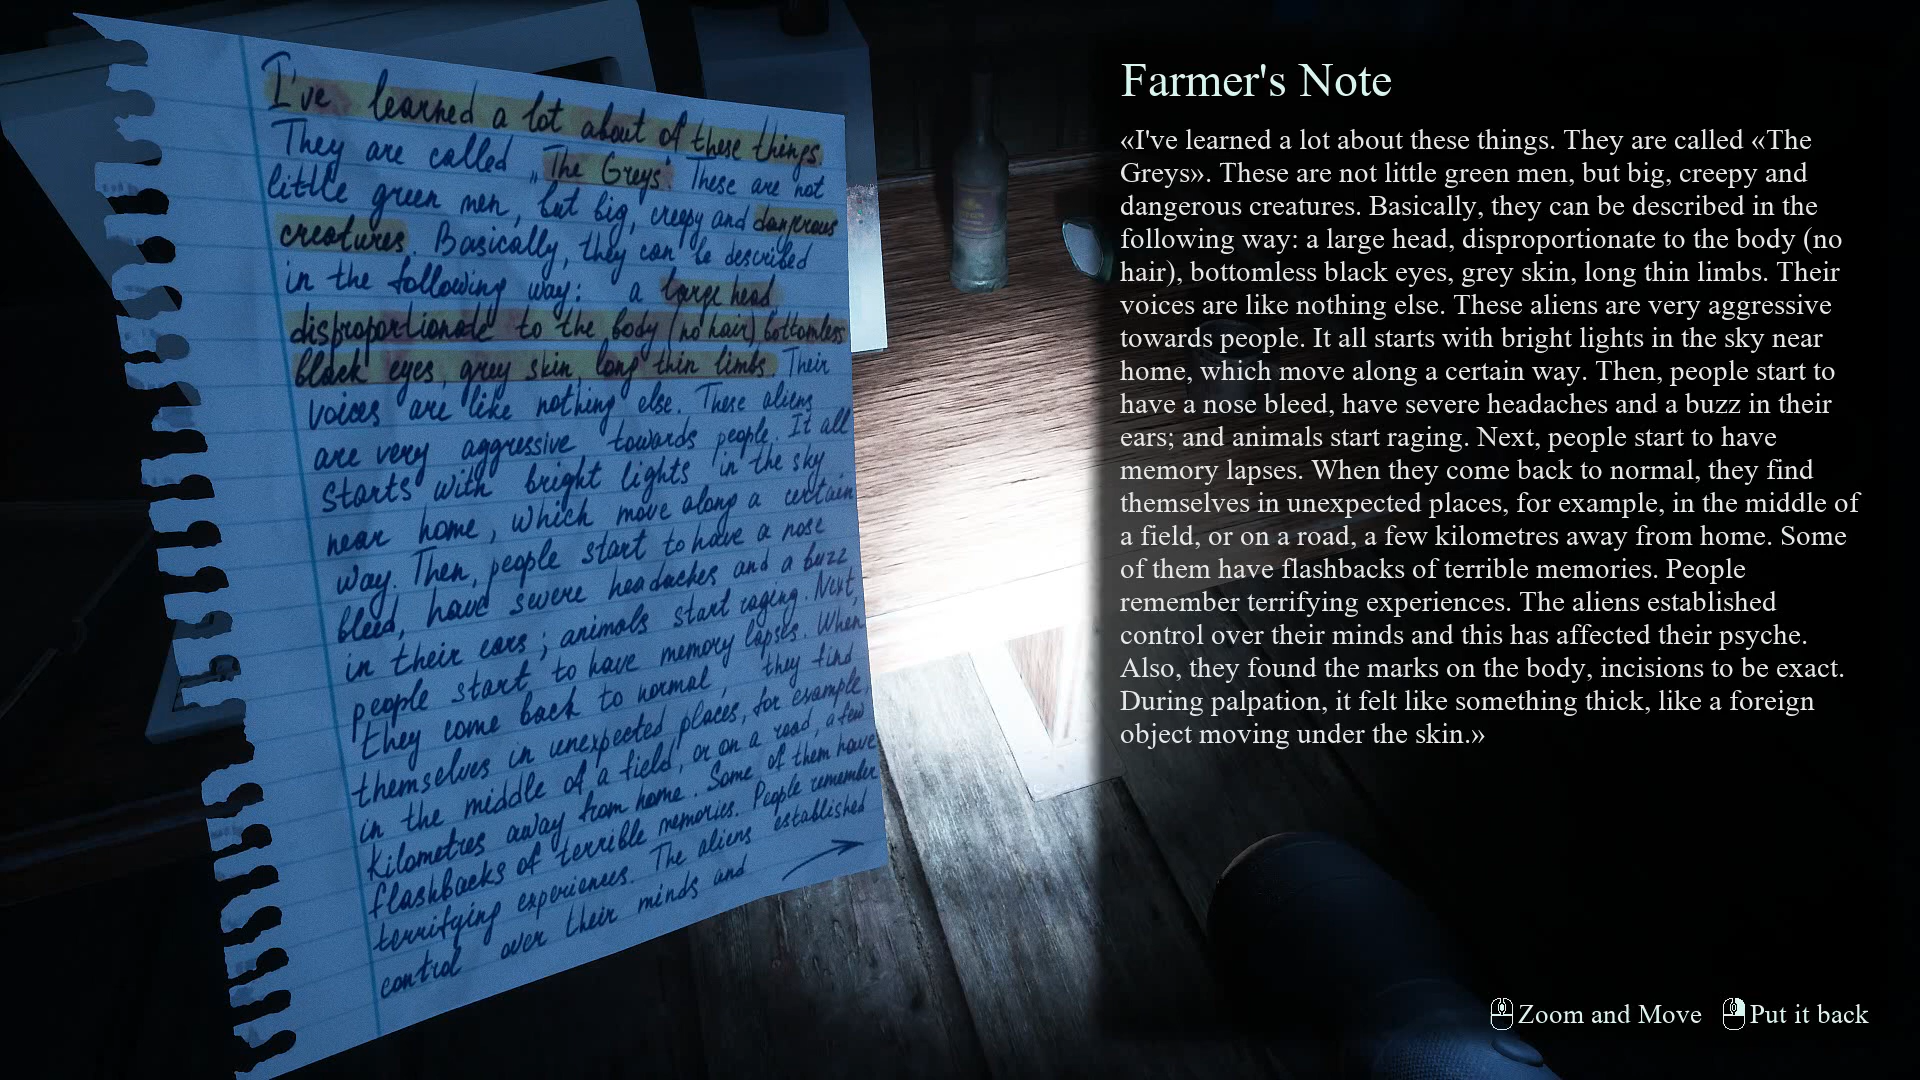 I've learned a lot about of these things
They are called „The Greys". These are not
little green men, but big, creepy and dangerous
creatures. Basically, they can be described
in the following way: a large head
disproportionate to the body (no hair), bottomless
black eyes, grey skin, long thin limbs. Their
voices are like nothing else. These aliens
are very aggressive towards people. It all
starts with bright lights in the sky
near home, which move along a certain
way. Then, people start to have a nose
bleed, have severe headaches and a buzz
in their ears; animals start raging. Next,
people start to have memory lapses. When
they come back to normal, they find
themselves in unexpected places, for example,
in the middle of a field, or on a road, a few
kilometres away from home. Some of them have
flashbacks of terrible memories. People remember
terrifying experiences. The aliens established
control over their minds and
Farmer's Note
«I've learned a lot about these things. They are called «The
Greys». These are not little green men, but big, creepy and
dangerous creatures. Basically, they can be described in the
following way: a large head, disproportionate to the body (no
hair), bottomless black eyes, grey skin, long thin limbs. Their
voices are like nothing else. These aliens are very aggressive
towards people. It all starts with bright lights in the sky near
home, which move along a certain way. Then, people start to
have a nose bleed, have severe headaches and a buzz in their
ears; and animals start raging. Next, people start to have
memory lapses. When they come back to normal, they find
themselves in unexpected places, for example, in the middle of
a field, or on a road, a few kilometres away from home. Some
of them have flashbacks of terrible memories. People
remember terrifying experiences. The aliens established
control over their minds and this has affected their psyche.
Also, they found the marks on the body, incisions to be exact.
During palpation, it felt like something thick, like a foreign
object moving under the skin.»
Zoom and Move Put it back